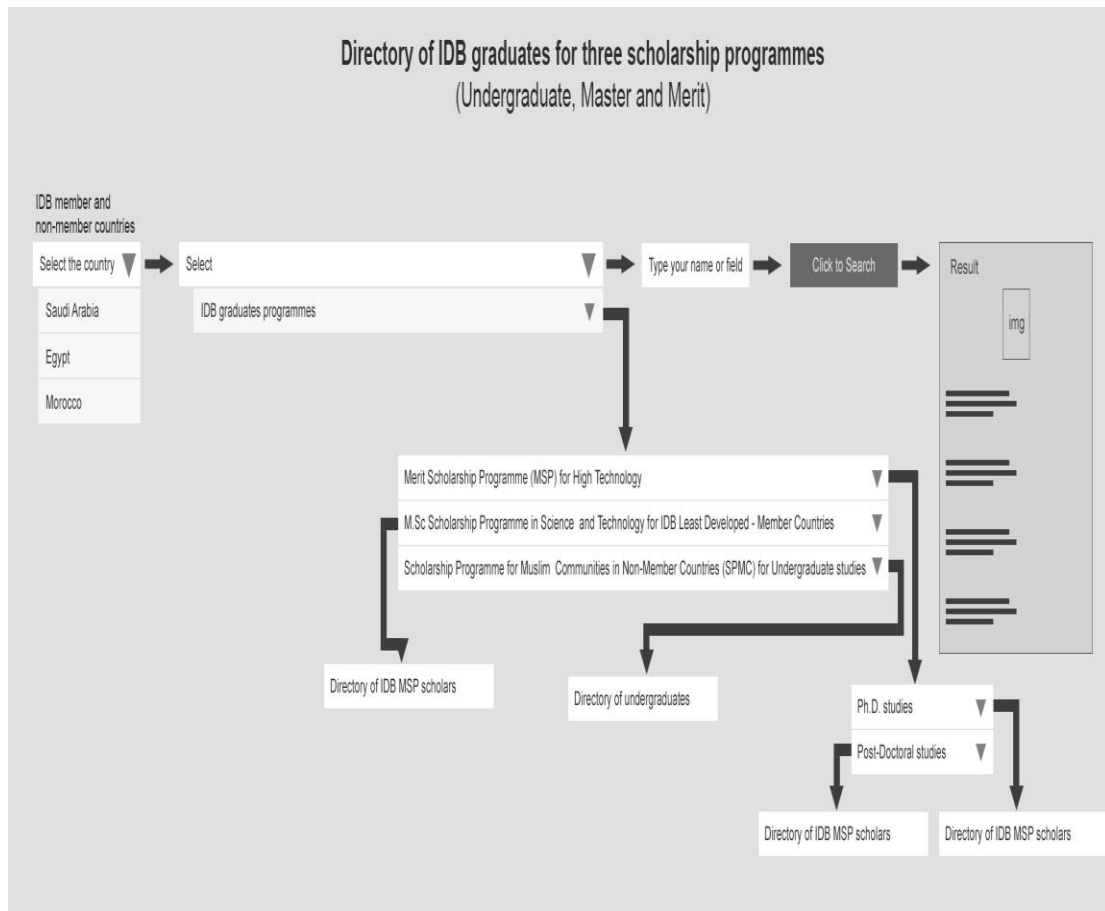 Directory of IDB graduates for three scholarship programmes
(Undergraduate, Master and Merit)
IDB member and
non-member countries
Select the country
Select
Type your name or field
Click to Search
Result
img
Saudi Arabia
Egypt
Morocco
IDB graduates programmes
Merit Scholarship Programme (MSP) for High Technology
M.Sc Scholarship Programme in Science and Technology for IDB Least Developed - Member Countries
Scholarship Programme for Muslim Communities in Non-Member Countries (SPMC) for Undergraduate studies
Directory of IDB MSP scholars
Directory of undergraduates
Ph.D. studies
Post-Doctoral studies
Directory of IDB MSP scholars
Directory of IDB MSP scholars